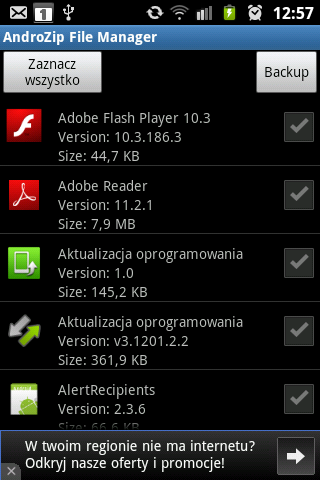 1
12:57
AndroZip File Manager
Zaznacz
wszystko
Backup
Adobe Flash Player 10.3
Version: 10.3.186.3
Size: 44,7 KB
Adobe Reader
Version: 11.2.1
Size: 7,9 MB
Aktualizacja oprogramowania
Version: 1.0
Size: 145,2 KB
Aktualizacja oprogramowania
Version: v3.1201.2.2
Size: 361,9 KB
AlertRecipients
Version: 2.3.6
Size: 66,6 KB
W twoim regionie nie ma internetu?
Odkryj nasze oferty i promocje!